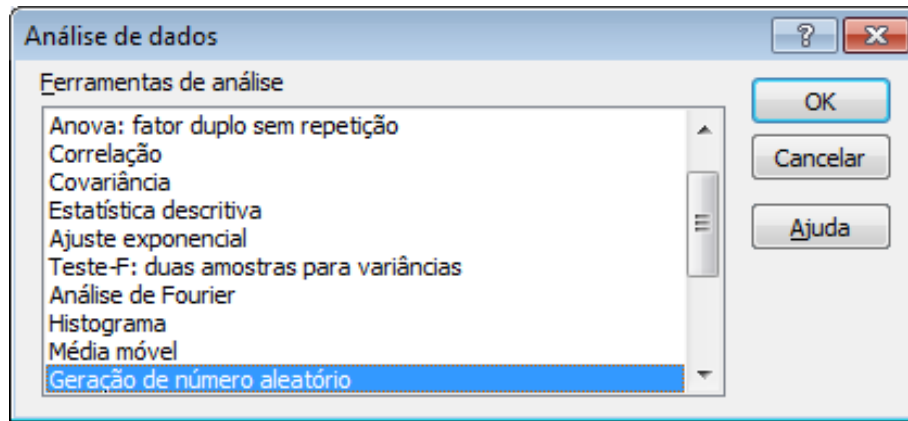 Análise de dados
Ferramentas de análise
Anova: fator duplo sem repetição
Correlação
Covariância
Estatística descritiva
Ajuste exponencial
Teste-F: duas amostras para variâncias
Análise de Fourier
Histograma
Média móvel
Geração de número aleatório
OK
Cancelar
Ajuda